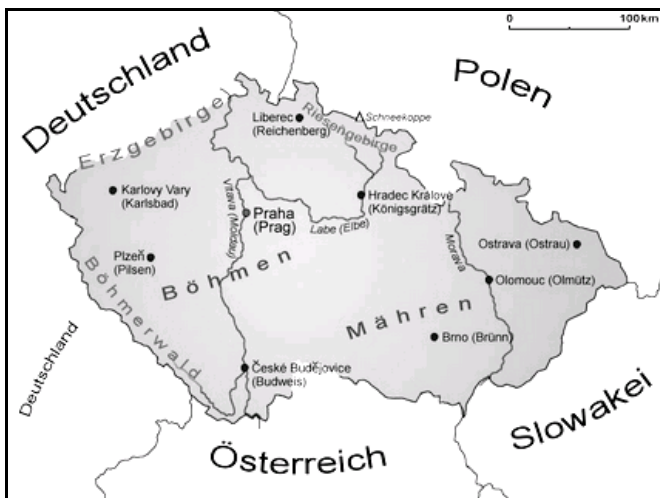 0 100 km
Deutschland
Polen
Erzgebirge
Liberec
(Reichenberg)
Riesengebirge
Schneekoppe
Karlovy Vary
(Karlsbad)
Vltava (Moldau)
Praha
(Prag)
Labe (Elbe)
Hradec Králové
(Königsgrätz)
Morava
Ostrava (Ostrau)
Plzeň
(Pilsen)
Böhmen
Olomouc (Olmütz)
Böhmerwald
Mähren
Brno (Brünn)
Deutschland
České Budějovice
(Budweis)
Österreich
Slowakei